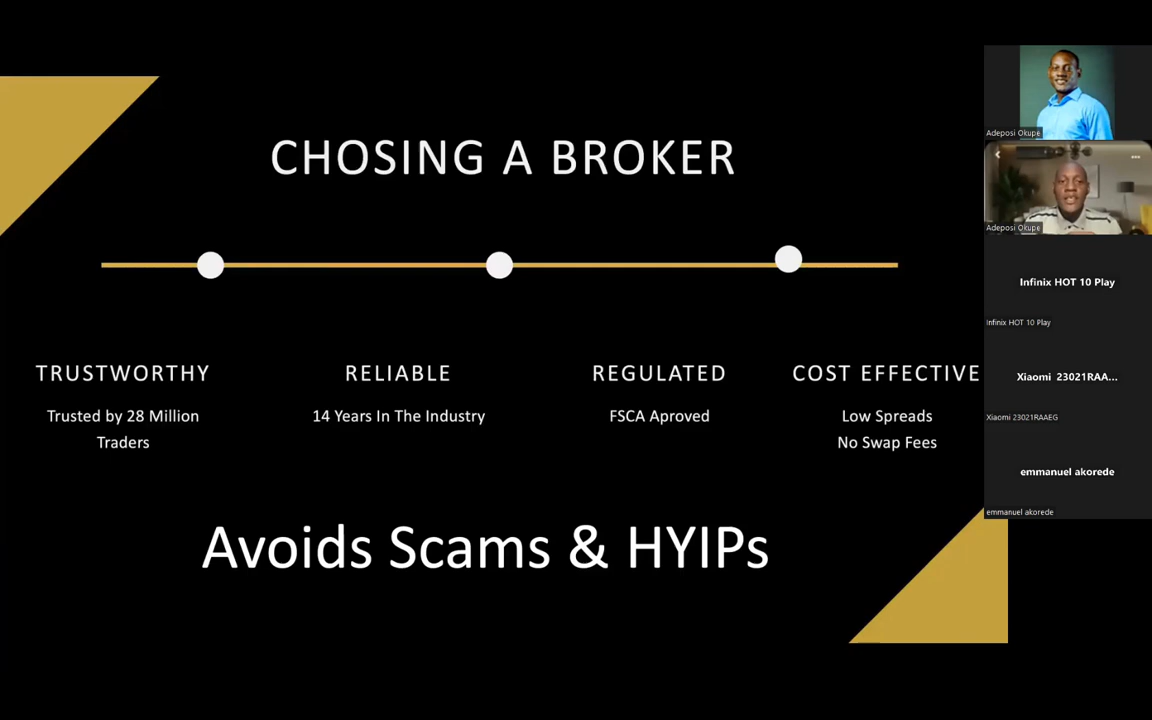 CHOSING A BROKER
TRUSTWORTHY
Trusted by 28 Million
Traders
RELIABLE
14 Years In The Industry
REGULATED
FSCA Aproved
COST EFFECTIVE
Low Spreads
No Swap Fees
Avoids Scams & HYIPs
Adeposi Okupe
Adeposi Okupe
Infinix HOT 10 Play
Infinix HOT 10 Play
Xiaomi 23021RAA...
Xiaomi 23021RAAEG
emmanuel akorede
emmanuel akorede